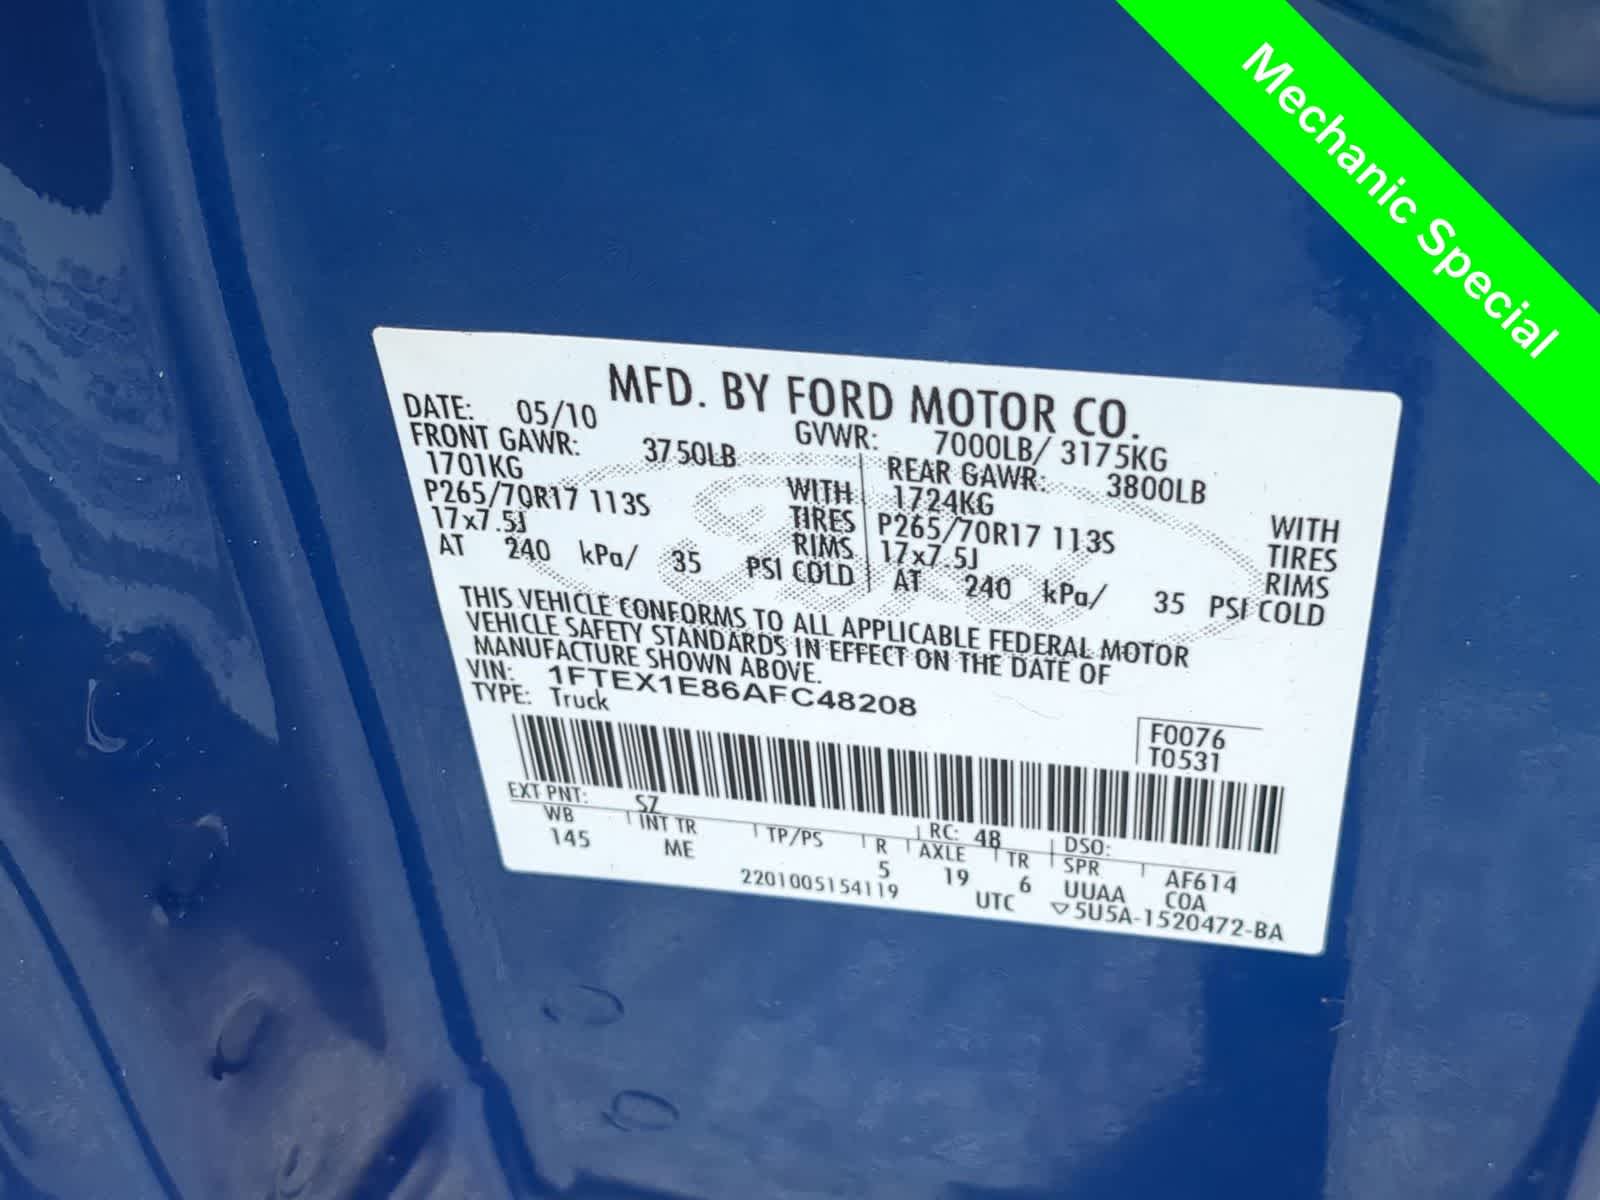 Mechanic Special
MFD. BY FORD MOTOR CO.
DATE: 05/10 GVWR: 7000LB/ 3175KG
FRONT GAWR: 3750LB REAR GAWR: 3800LB
1701KG WITH 1724KG WITH
P265/70R17 113S TIRES P265/70R17 113S TIRES
17x7.5J RIMS 17x7.5J RIMS
AT 240 kPa/ 35 PSI COLD AT 240 kPa/ 35 PSI COLD
THIS VEHICLE CONFORMS TO ALL APPLICABLE FEDERAL MOTOR
VEHICLE SAFETY STANDARDS IN EFFECT ON THE DATE OF
MANUFACTURE SHOWN ABOVE.
VIN: 1FTEX1E86AFC48208
TYPE: Truck
F0076
T0531
EXT PNT: SZ RC: 48 DSO:
WB INT TR TP/PS R AXLE TR SPR AF614
145 ME 5 19 6 UUAA COA
2201005154119 UTC ▽5U5A-1520472-BA